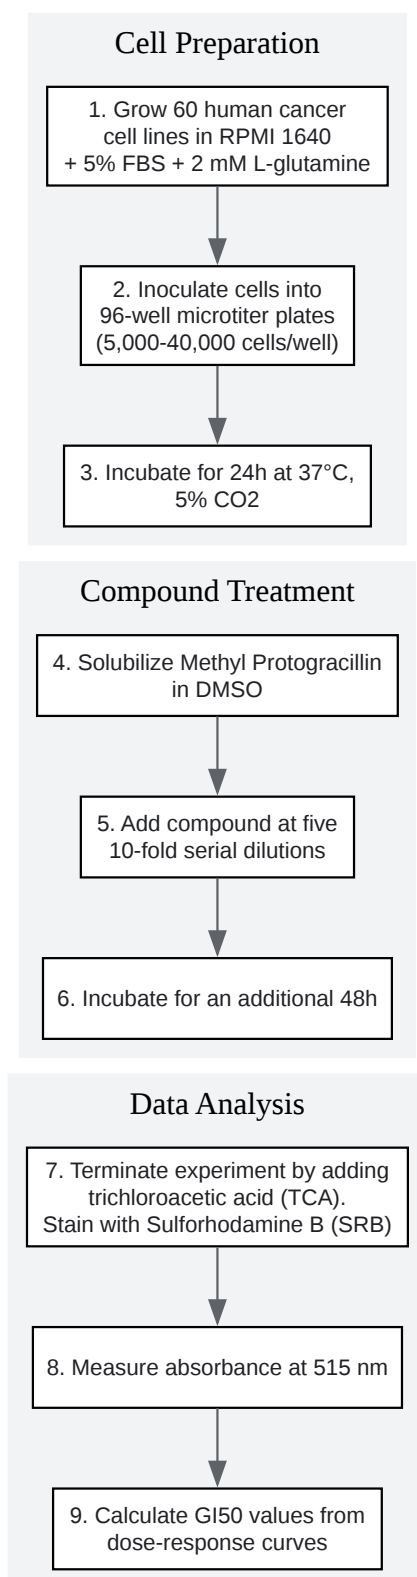 Cell Preparation
1. Grow 60 human cancer
cell lines in RPMI 1640
+ 5% FBS + 2 mM L-glutamine
2. Inoculate cells into
96-well microtiter plates
(5,000-40,000 cells/well)
3. Incubate for 24h at 37°C,
5% CO2
Compound Treatment
4. Solubilize Methyl Protogracillin
in DMSO
5. Add compound at five
10-fold serial dilutions
6. Incubate for an additional 48h
Data Analysis
7. Terminate experiment by adding
trichloroacetic acid (TCA).
Stain with Sulforhodamine B (SRB)
8. Measure absorbance at 515 nm
9. Calculate GI50 values from
dose-response curves